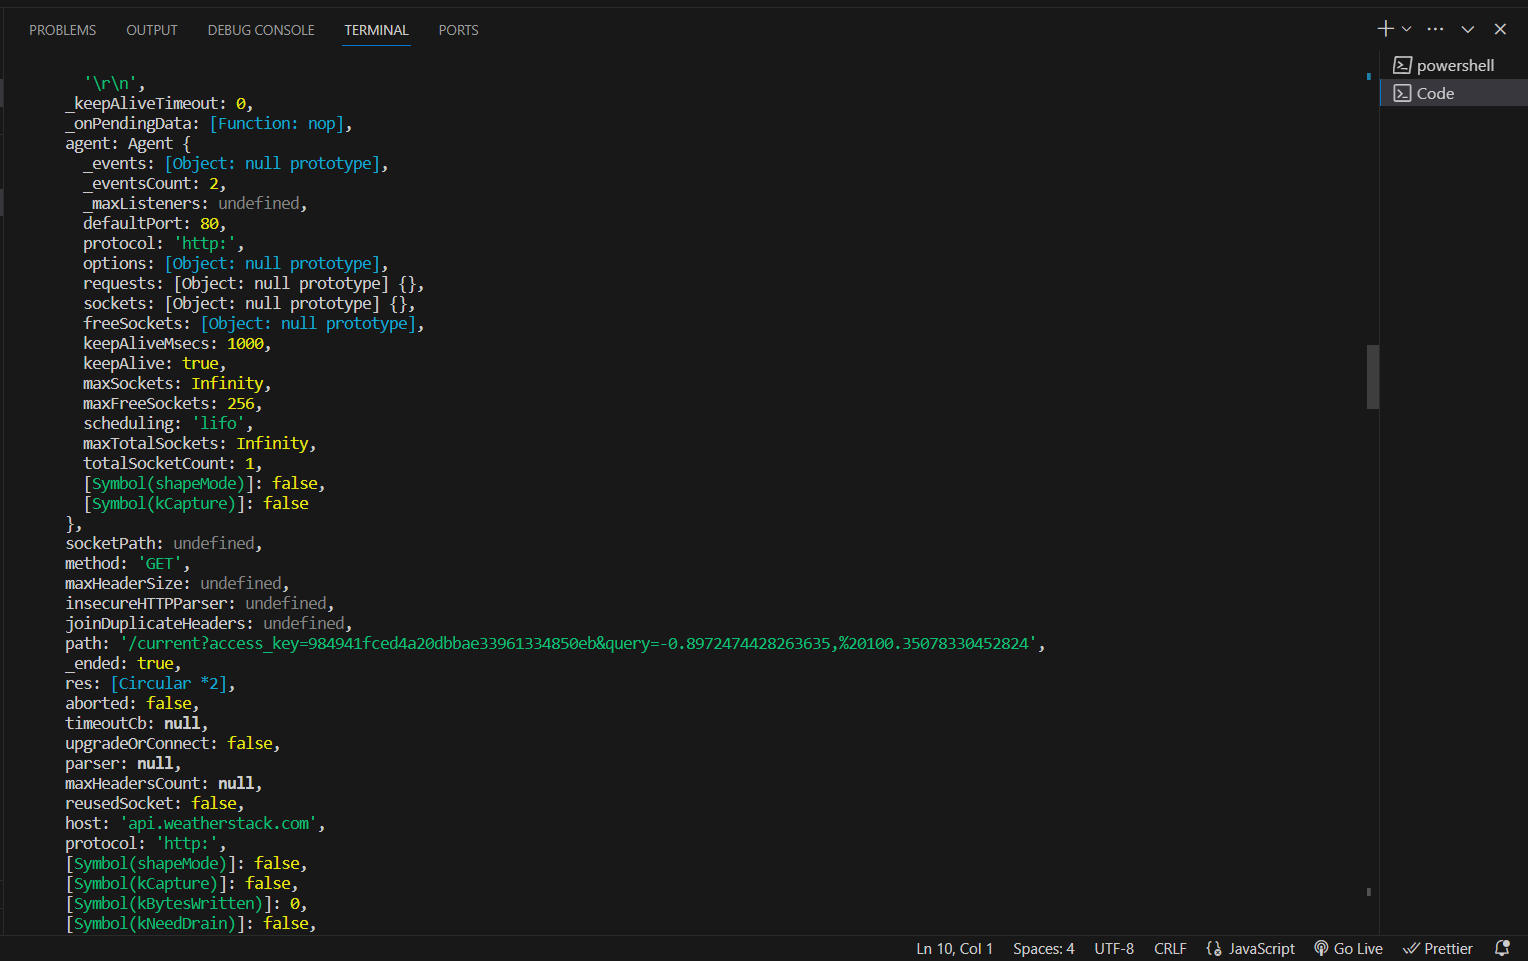 PROBLEMS OUTPUT DEBUG CONSOLE TERMINAL PORTS
powershell
Code
'\r\n',
_keepAliveTimeout: 0,
_onPendingData: [Function: nop],
agent: Agent {
_events: [Object: null prototype],
_eventsCount: 2,
_maxListeners: undefined,
defaultPort: 80,
protocol: 'http:',
options: [Object: null prototype],
requests: [Object: null prototype] {},
sockets: [Object: null prototype] {},
freeSockets: [Object: null prototype],
keepAliveMsecs: 1000,
keepAlive: true,
maxSockets: Infinity,
maxFreeSockets: 256,
scheduling: 'lifo',
maxTotalSockets: Infinity,
totalSocketCount: 1,
[Symbol(shapeMode)]: false,
[Symbol(kCapture)]: false
},
socketPath: undefined,
method: 'GET',
maxHeaderSize: undefined,
insecureHTTPParser: undefined,
joinDuplicateHeaders: undefined,
path: '/current?access_key=984941fced4a20dbbae33961334850eb&query=-0.8972474428263635,%20100.35078330452824',
_ended: true,
res: [Circular *2],
aborted: false,
timeoutCb: null,
upgradeOrConnect: false,
parser: null,
maxHeadersCount: null,
reusedSocket: false,
host: 'api.weatherstack.com',
protocol: 'http:',
[Symbol(shapeMode)]: false,
[Symbol(kCapture)]: false,
[Symbol(kBytesWritten)]: 0,
[Symbol(kNeedDrain)]: false,
Ln 10, Col 1 Spaces: 4 UTF-8 CRLF JavaScript Go Live Prettier